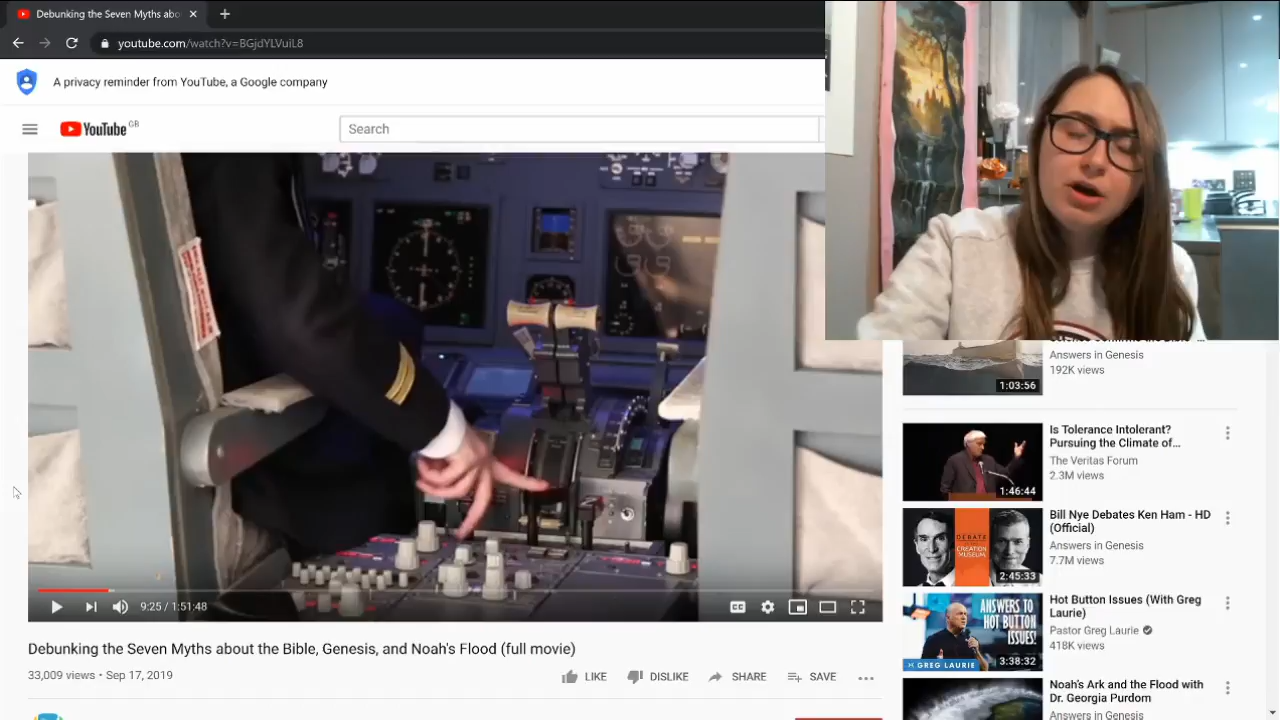 Debunking the Seven Myths abo
youtube.com/watch?v=BGjdYLVuiL8
A privacy reminder from YouTube, a Google company
YouTube GB
Search
9:25 / 1:51:48
CC
Debunking the Seven Myths about the Bible, Genesis, and Noah's Flood (full movie)
33,009 views • Sep 17, 2019
LIKE
DISLIKE
SHARE
SAVE
Answers in Genesis
192K views
1:03:56
Is Tolerance Intolerant?
Pursuing the Climate of...
The Veritas Forum
2.3M views
1:46:44
Bill Nye Debates Ken Ham - HD
(Official)
Answers in Genesis
7.7M views
DEBATE
CREATION
MUSEUM
2:45:33
Hot Button Issues (With Greg
Laurie)
Pastor Greg Laurie
418K views
ANSWERS TO
HOT BUTTON
ISSUES!
GREG LAURIE
3:38:32
Noah's Ark and the Flood with
Dr. Georgia Purdom
Answers in Genesis